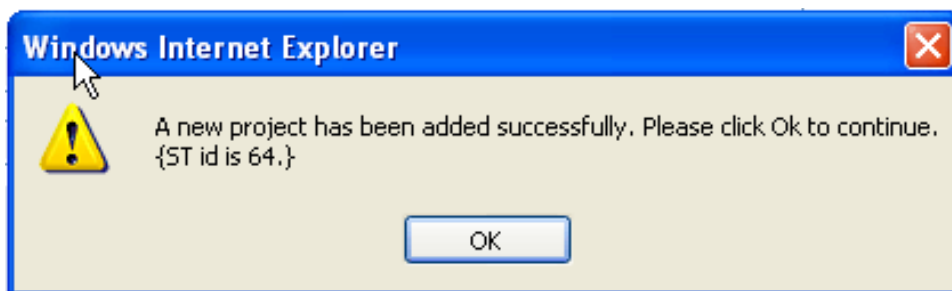 Windows Internet Explorer
A new project has been added successfully. Please click Ok to continue.
{ST id is 64.}
OK